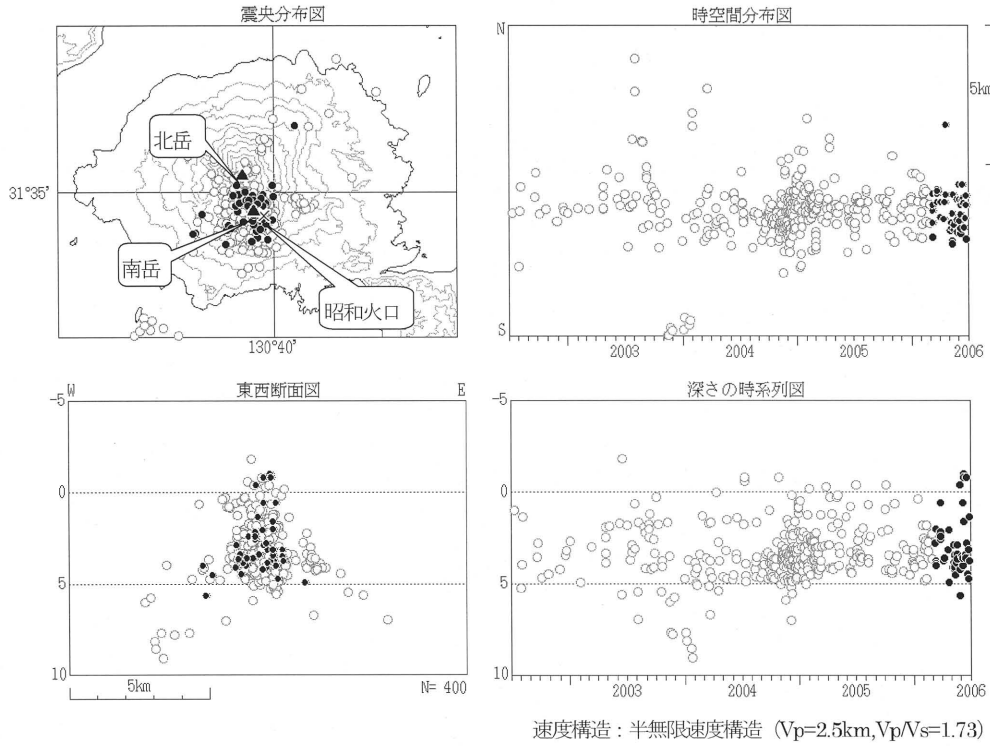 震央分布図
北岳
31°35'
南岳
昭和火口
130°40'
時空間分布図
N
S
5km
2003 2004 2005 2006
東西断面図
W E
-5
0
5
10
5km
N= 400
深さの時系列図
-5
0
5
10
2003 2004 2005 2006
速度構造：半無限速度構造（Vp=2.5km,Vp/Vs=1.73）